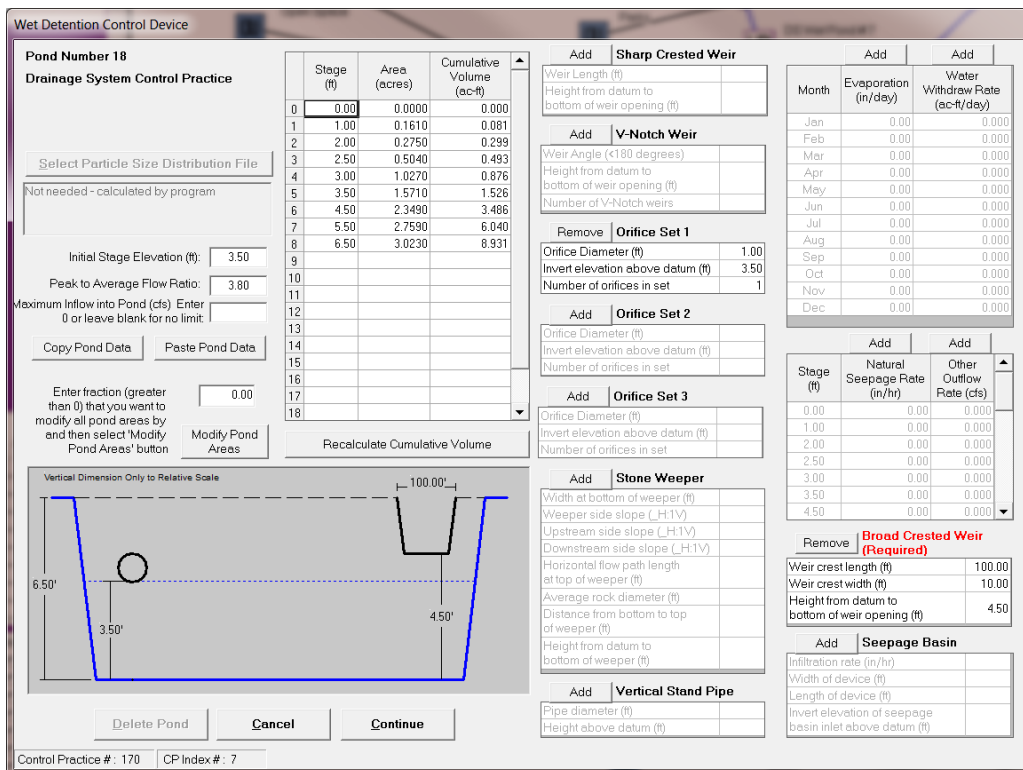 Wet Detention Control Device
Pond Number 18
Drainage System Control Practice
Select Particle Size Distribution File
Not needed - calculated by program
Initial Stage Elevation (ft): 3.50
Peak to Average Flow Ratio: 3.80
Maximum Inflow into Pond (cfs) Enter
0 or leave blank for no limit:
Copy Pond Data Paste Pond Data
Enter fraction (greater
than 0) that you want to
modify all pond areas by
and then select 'Modify
Pond Areas' button
0.00
Modify Pond
Areas
Stage
(ft)
Area
(acres)
Cumulative
Volume
(ac-ft)
0 0.00 0.0000 0.000
1 1.00 0.1610 0.081
2 2.00 0.2750 0.299
3 2.50 0.5040 0.493
4 3.00 1.0270 0.876
5 3.50 1.5710 1.526
6 4.50 2.3490 3.486
7 5.50 2.7590 6.040
8 6.50 3.0230 8.931
9
10
11
12
13
14
15
16
17
18
Recalculate Cumulative Volume
Vertical Dimension Only to Relative Scale
100.00'
6.50'
3.50'
4.50'
Delete Pond Cancel Continue
Control Practice # : 170 CP Index # : 7
Add Sharp Crested Weir
Weir Length (ft)
Height from datum to
bottom of weir opening (ft)
Add V-Notch Weir
Weir Angle (<180 degrees)
Height from datum to
bottom of weir opening (ft)
Number of V-Notch weirs
Remove Orifice Set 1
Orifice Diameter (ft) 1.00
Invert elevation above datum (ft) 3.50
Number of orifices in set 1
Add Orifice Set 2
Orifice Diameter (ft)
Invert elevation above datum (ft)
Number of orifices in set
Add Orifice Set 3
Orifice Diameter (ft)
Invert elevation above datum (ft)
Number of orifices in set
Add Stone Weeper
Width at bottom of weeper (ft)
Weeper side slope (_H:1V)
Upstream side slope (_H:1V)
Downstream side slope (_H:1V)
Horizontal flow path length
at top of weeper (ft)
Average rock diameter (ft)
Distance from bottom to top
of weeper (ft)
Height from datum to
bottom of weeper (ft)
Add Vertical Stand Pipe
Pipe diameter (ft)
Height above datum (ft)
Add Add
Month
Evaporation
(in/day)
Water
Withdraw Rate
(ac-ft/day)
Jan 0.00 0.000
Feb 0.00 0.000
Mar 0.00 0.000
Apr 0.00 0.000
May 0.00 0.000
Jun 0.00 0.000
Jul 0.00 0.000
Aug 0.00 0.000
Sep 0.00 0.000
Oct 0.00 0.000
Nov 0.00 0.000
Dec 0.00 0.000
Add Add
Stage
(ft)
Natural
Seepage Rate
(in/hr)
Other
Outflow
Rate (cfs)
0.00 0.00 0.000
1.00 0.00 0.000
2.00 0.00 0.000
2.50 0.00 0.000
3.00 0.00 0.000
3.50 0.00 0.000
4.50 0.00 0.000
Remove Broad Crested Weir
(Required)
Weir crest length (ft) 100.00
Weir crest width (ft) 10.00
Height from datum to
bottom of weir opening (ft) 4.50
Add Seepage Basin
Infiltration rate (in/hr)
Width of device (ft)
Length of device (ft)
Invert elevation of seepage
basin inlet above datum (ft)